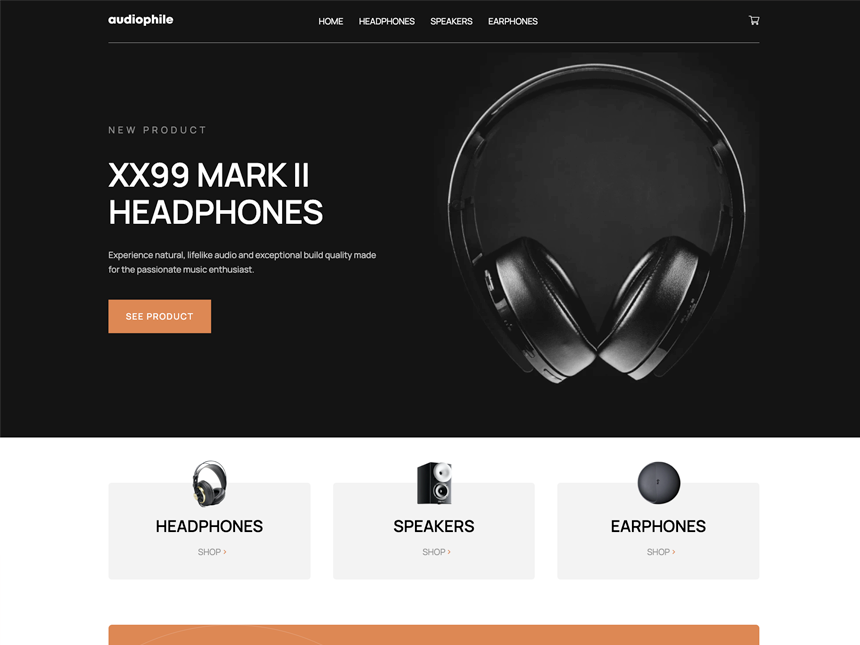 audiophile
HOME HEADPHONES SPEAKERS EARPHONES
NEW PRODUCT
XX99 MARK II
HEADPHONES
Experience natural, lifelike audio and exceptional build quality made
for the passionate music enthusiast.
SEE PRODUCT
HEADPHONES
SHOP ›
SPEAKERS
SHOP ›
EARPHONES
SHOP ›